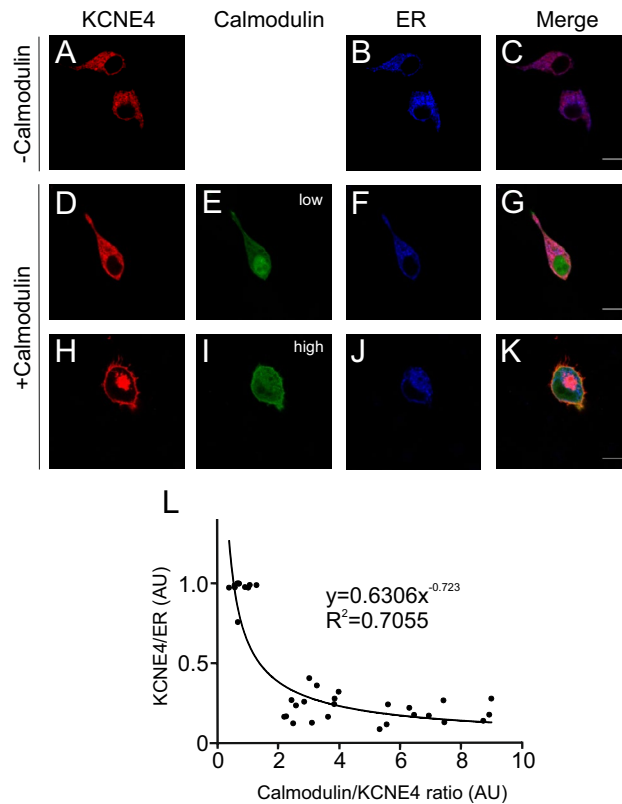 KCNE4 Calmodulin ER Merge
-Calmodulin
A B C
+Calmodulin
D E low F G
H I high J K
L
KCNE4/ER (AU)
1.0
0.5
0
y=0.6306x^-0.723
R²=0.7055
0 2 4 6 8 10
Calmodulin/KCNE4 ratio (AU)